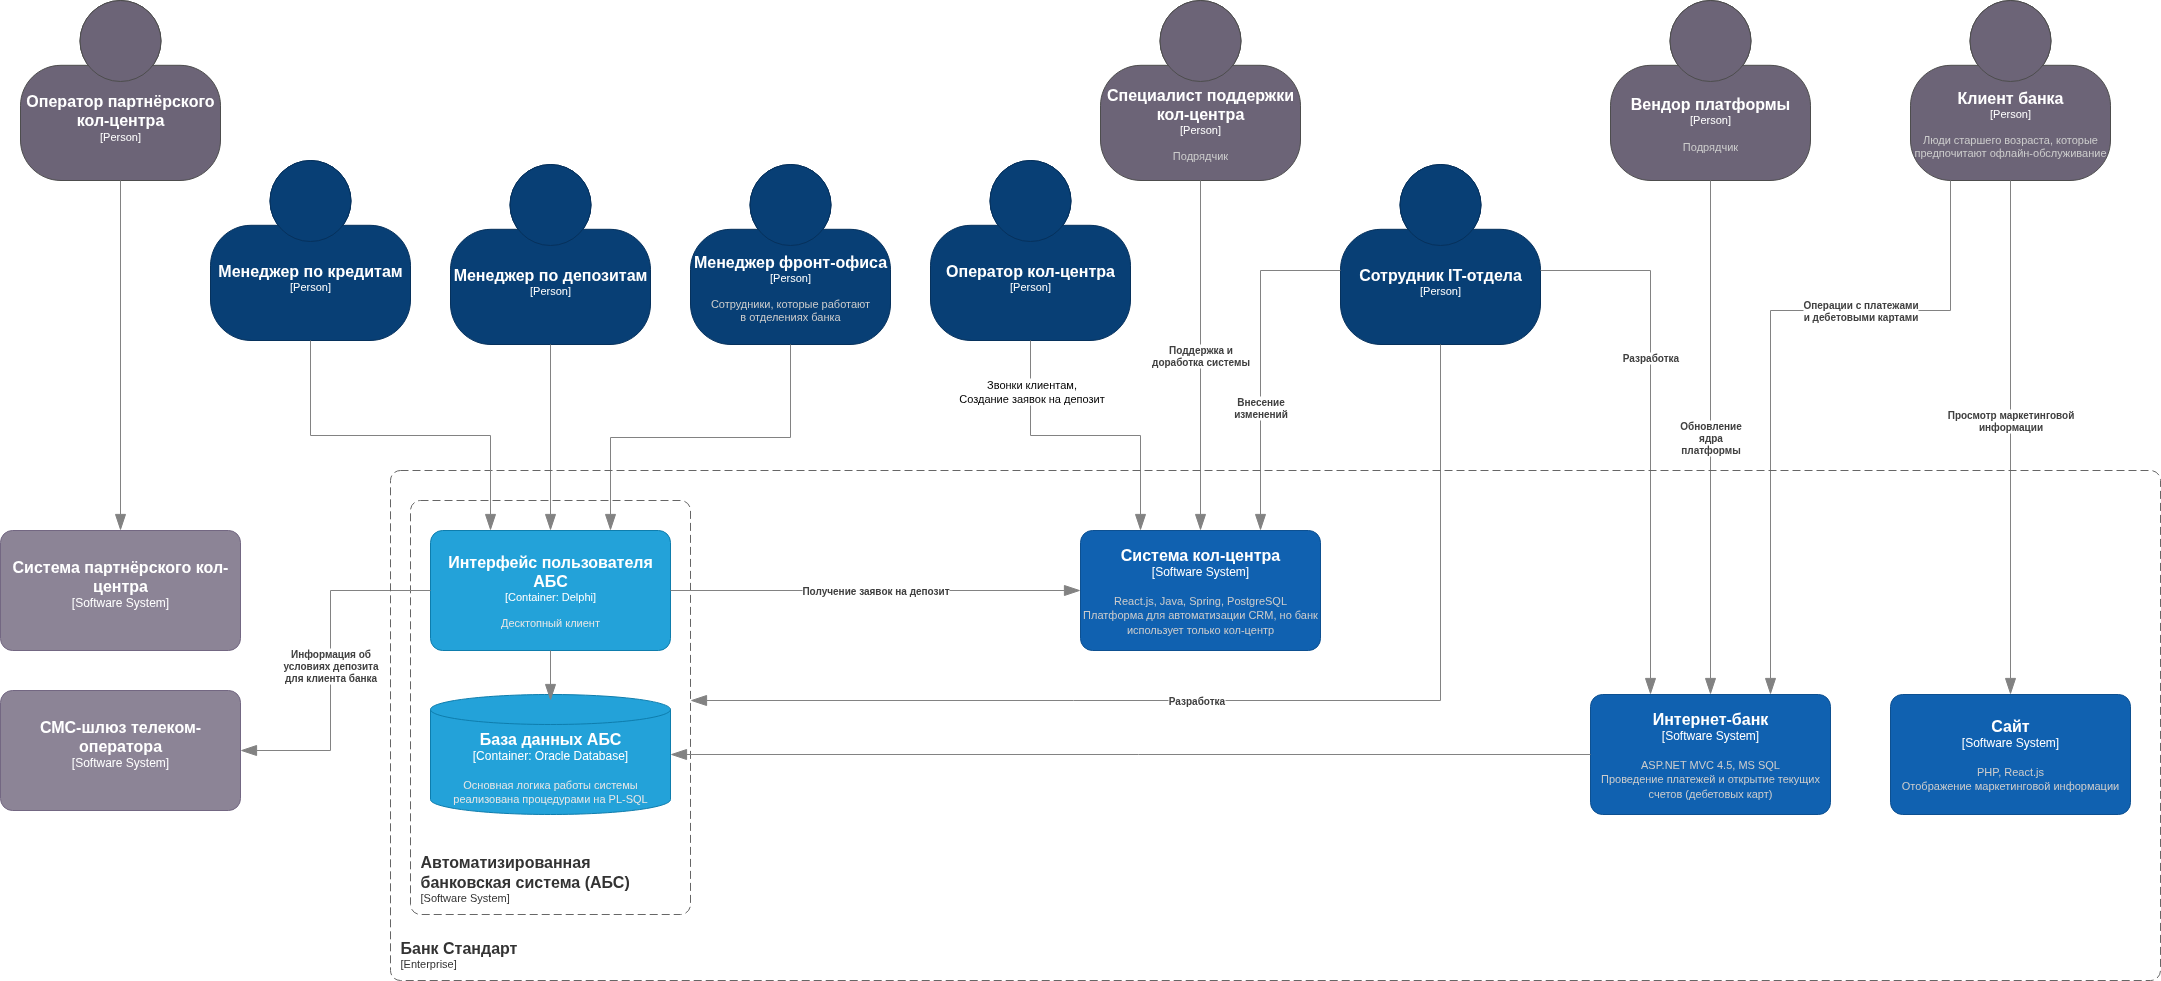 Оператор партнёрского
кол-центра
[Person]
Специалист поддержки
кол-центра
[Person]
Подрядчик
Вендор платформы
[Person]
Подрядчик
Клиент банка
[Person]
Люди старшего возраста, которые
предпочитают офлайн-обслуживание
Менеджер по кредитам
[Person]
Менеджер по депозитам
[Person]
Менеджер фронт-офиса
[Person]
Сотрудники, которые работают
в отделениях банка
Оператор кол-центра
[Person]
Сотрудник IT-отдела
[Person]
Операции с платежами
и дебетовыми картами
Поддержка и
доработка системы
Разработка
Звонки клиентам,
Создание заявок на депозит
Внесение
изменений
Просмотр маркетинговой
информации
Обновление
ядра
платформы
Система партнёрского кол-
центра
[Software System]
Интерфейс пользователя
АБС
[Container: Delphi]
Десктопный клиент
Получение заявок на депозит
Система кол-центра
[Software System]
React.js, Java, Spring, PostgreSQL
Платформа для автоматизации CRM, но банк
использует только кол-центр
Информация об
условиях депозита
для клиента банка
СМС-шлюз телеком-
оператора
[Software System]
База данных АБС
[Container: Oracle Database]
Основная логика работы системы
реализована процедурами на PL-SQL
Разработка
Интернет-банк
[Software System]
ASP.NET MVC 4.5, MS SQL
Проведение платежей и открытие текущих
счетов (дебетовых карт)
Сайт
[Software System]
PHP, React.js
Отображение маркетинговой информации
Автоматизированная
банковская система (АБС)
[Software System]
Банк Стандарт
[Enterprise]